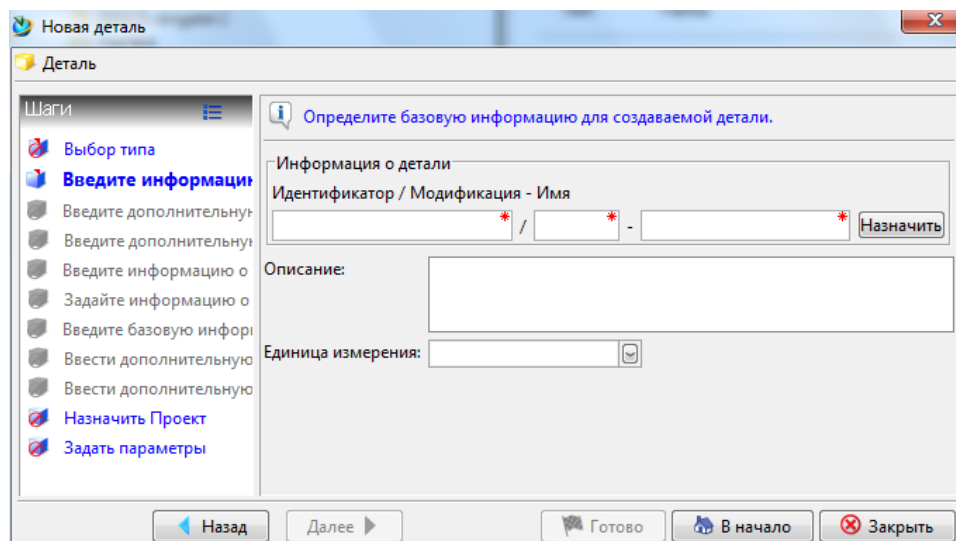 Новая деталь
Деталь
Шаги
Выбор типа
Введите информацию
Введите дополнительну
Введите дополнительну
Введите информацию о
Задайте информацию о
Введите базовую инфор
Ввести дополнительную
Ввести дополнительную
Назначить Проект
Задать параметры
Определите базовую информацию для создаваемой детали.
Информация о детали
Идентификатор / Модификация - Имя
* / * - * Назначить
Описание:
Единица измерения:
Назад Далее Готово В начало Закрыть